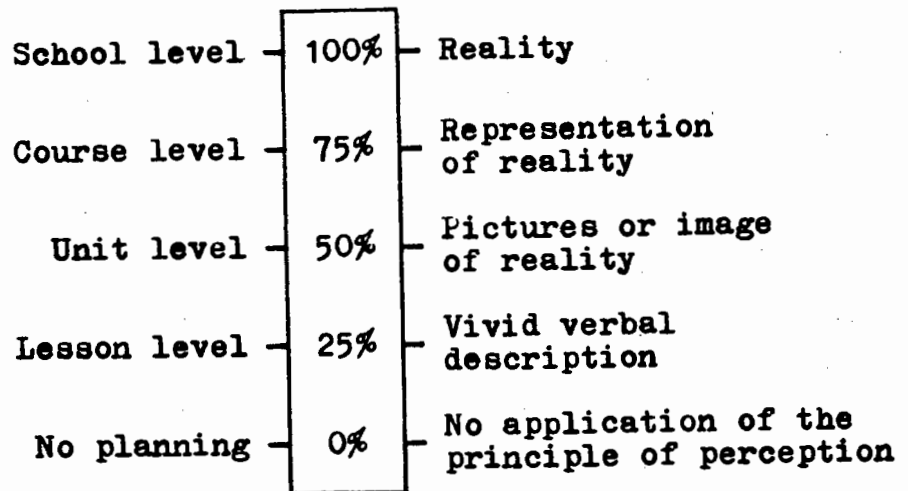 School level 100% Reality
Course level 75% Representation
of reality
Unit level 50% Pictures or image
of reality
Lesson level 25% Vivid verbal
description
No planning 0% No application of the
principle of perception